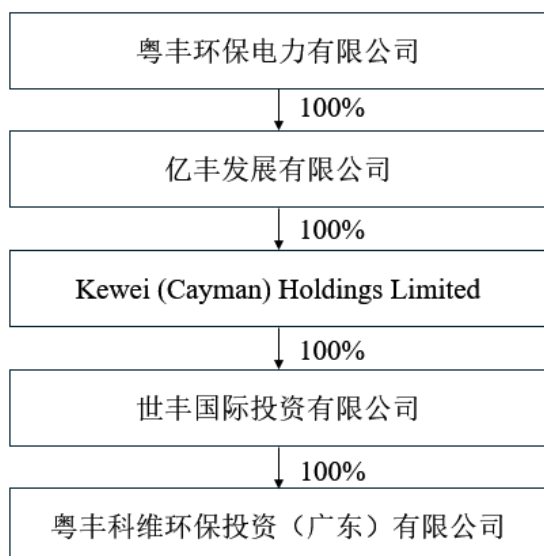 粤丰环保电力有限公司
100%
亿丰发展有限公司
100%
Kewei (Cayman) Holdings Limited
100%
世丰国际投资有限公司
100%
粤丰科维环保投资（广东）有限公司